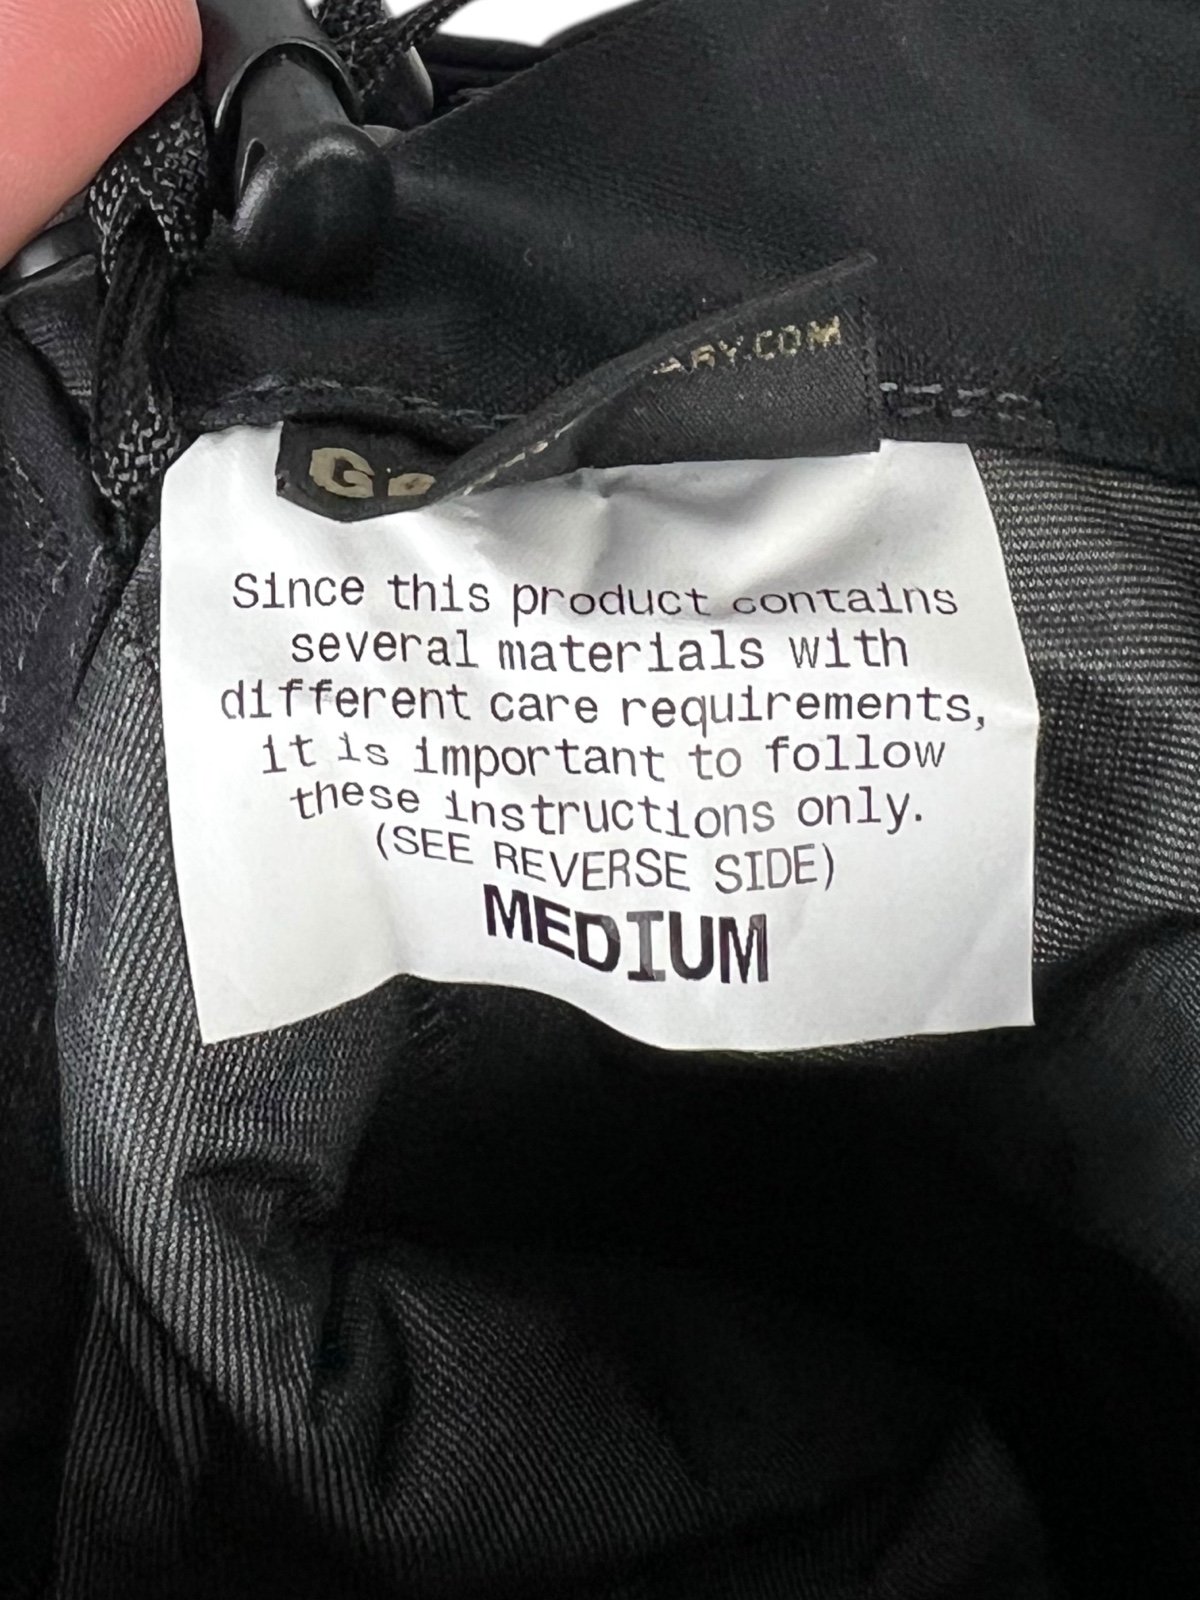 Since this product contains
several materials with
different care requirements,
it is important to follow
these instructions only.
(SEE REVERSE SIDE)
MEDIUM